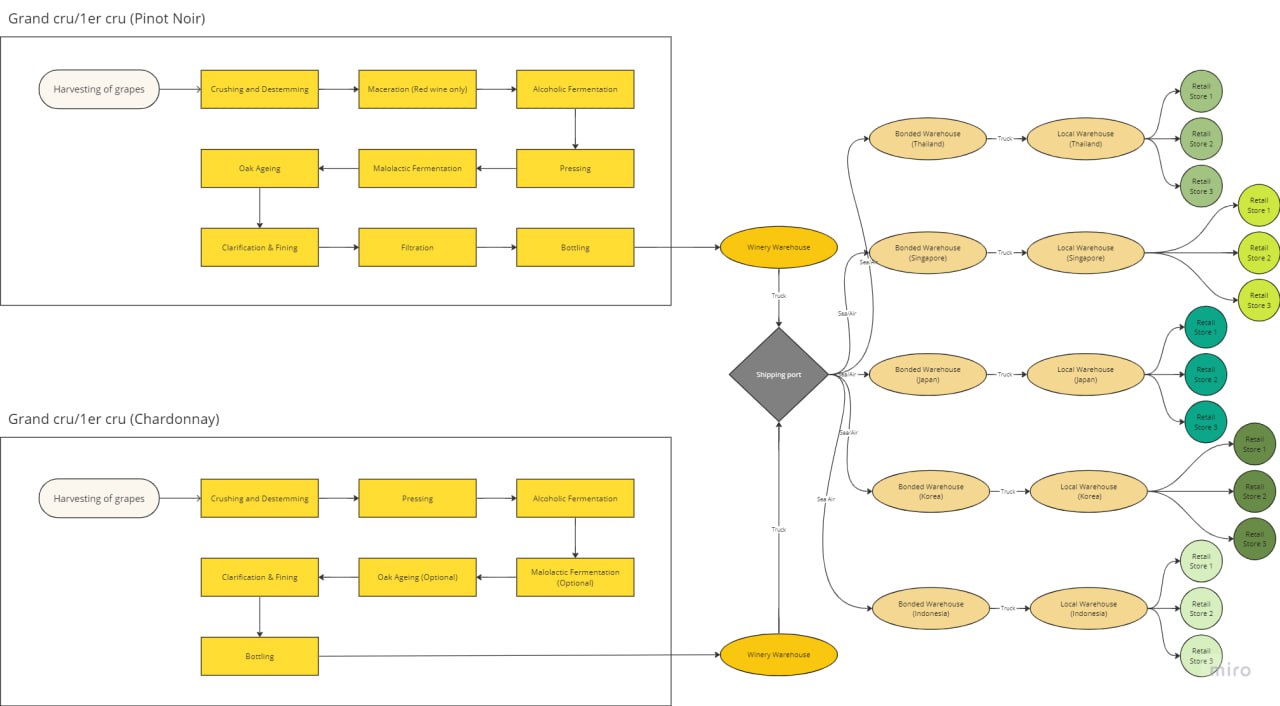 Grand cru/1er cru (Pinot Noir)
Harvesting of grapes
Crushing and Destemming
Maceration (Red wine only)
Alcoholic Fermentation
Oak Ageing
Malolactic Fermentation
Pressing
Clarification & Fining
Filtration
Bottling
Winery Warehouse
Truck
Shipping port
Grand cru/1er cru (Chardonnay)
Harvesting of grapes
Crushing and Destemming
Pressing
Alcoholic Fermentation
Clarification & Fining
Oak Ageing (Optional)
Malolactic Fermentation
(Optional)
Bottling
Winery Warehouse
Truck
Sea/Air
Bonded Warehouse
(Thailand)
Truck
Local Warehouse
(Thailand)
Retail
Store 1
Retail
Store 2
Retail
Store 3
Sea/Air
Bonded Warehouse
(Singapore)
Truck
Local Warehouse
(Singapore)
Retail
Store 1
Retail
Store 2
Retail
Store 3
Sea/Air
Bonded Warehouse
(Japan)
Truck
Local Warehouse
(Japan)
Retail
Store 1
Retail
Store 2
Retail
Store 3
Sea/Air
Bonded Warehouse
(Korea)
Truck
Local Warehouse
(Korea)
Retail
Store 1
Retail
Store 2
Retail
Store 3
Sea Air
Bonded Warehouse
(Indonesia)
Truck
Local Warehouse
(Indonesia)
Retail
Store 1
Retail
Store 2
Retail
Store 3
miro